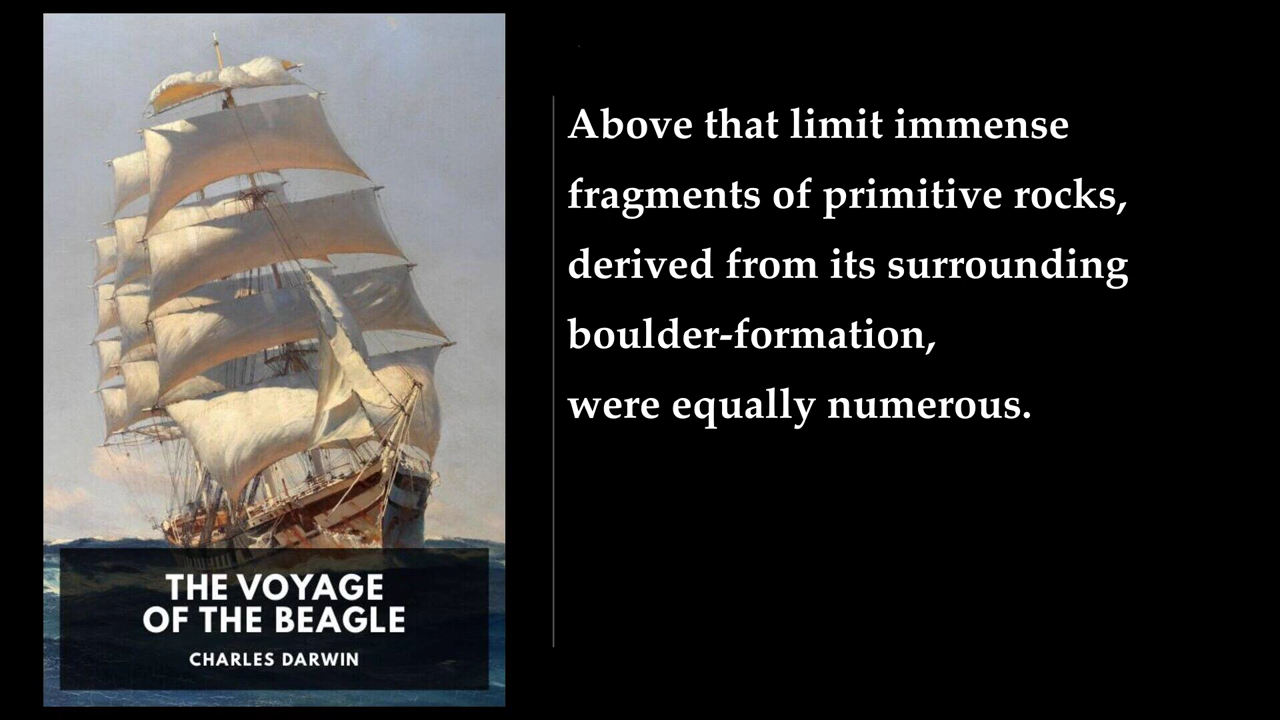 THE VOYAGE
OF THE BEAGLE
CHARLES DARWIN
Above that limit immense
fragments of primitive rocks,
derived from its surrounding
boulder-formation,
were equally numerous.